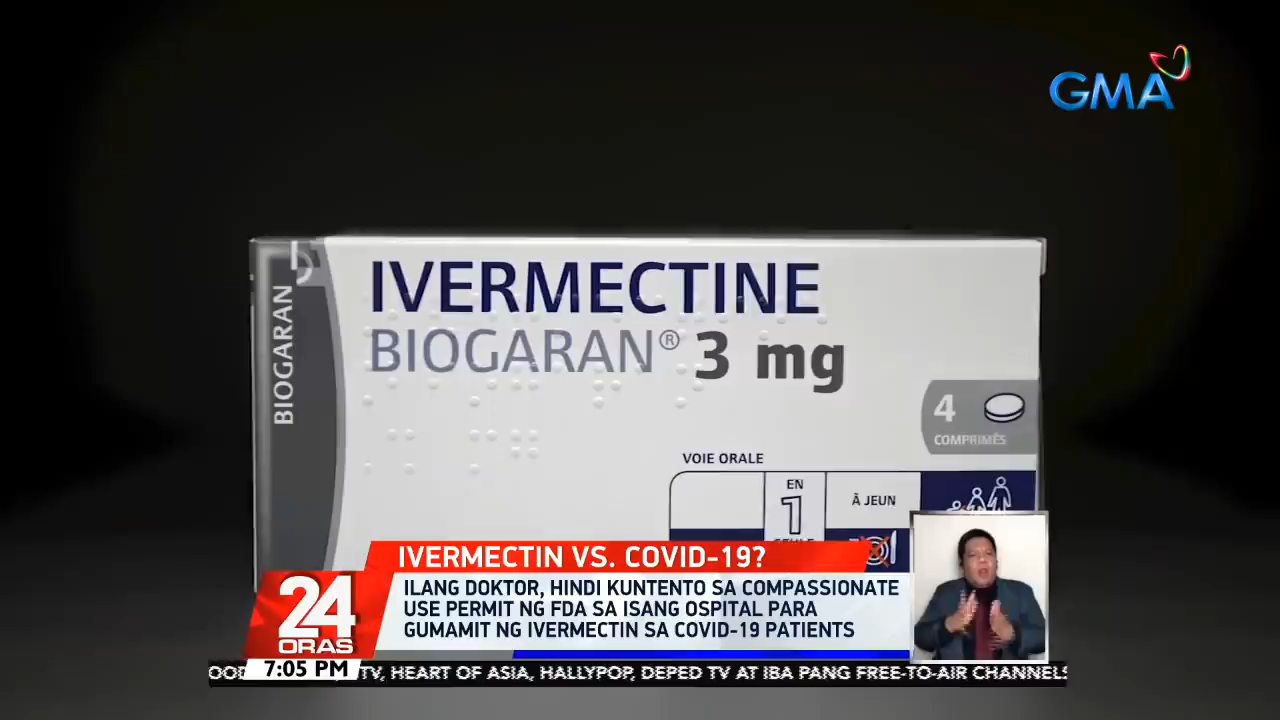 GMA
IVERMECTINE
BIOGARAN
BIOGARAN® 3 mg
4
COMPRIMÉS
VOIE ORALE
EN
1
À JEUN
IVERMECTIN VS. COVID-19?
ILANG DOKTOR, HINDI KUNTENTO SA COMPASSIONATE
USE PERMIT NG FDA SA ISANG OSPITAL PARA
GUMAMIT NG IVERMECTIN SA COVID-19 PATIENTS
24
ORAS
7:05 PM
TV, HEART OF ASIA, HALLYPOP, DEPED TV AT IBA PANG FREE-TO-AIR CHANNELS